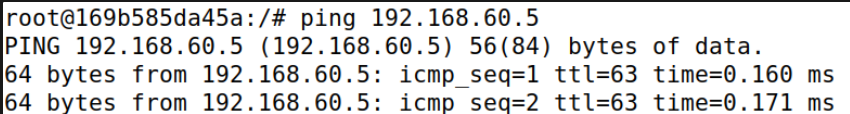 root@169b585da45a:/# ping 192.168.60.5
PING 192.168.60.5 (192.168.60.5) 56(84) bytes of data.
64 bytes from 192.168.60.5: icmp_seq=1 ttl=63 time=0.160 ms
64 bytes from 192.168.60.5: icmp_seq=2 ttl=63 time=0.171 ms